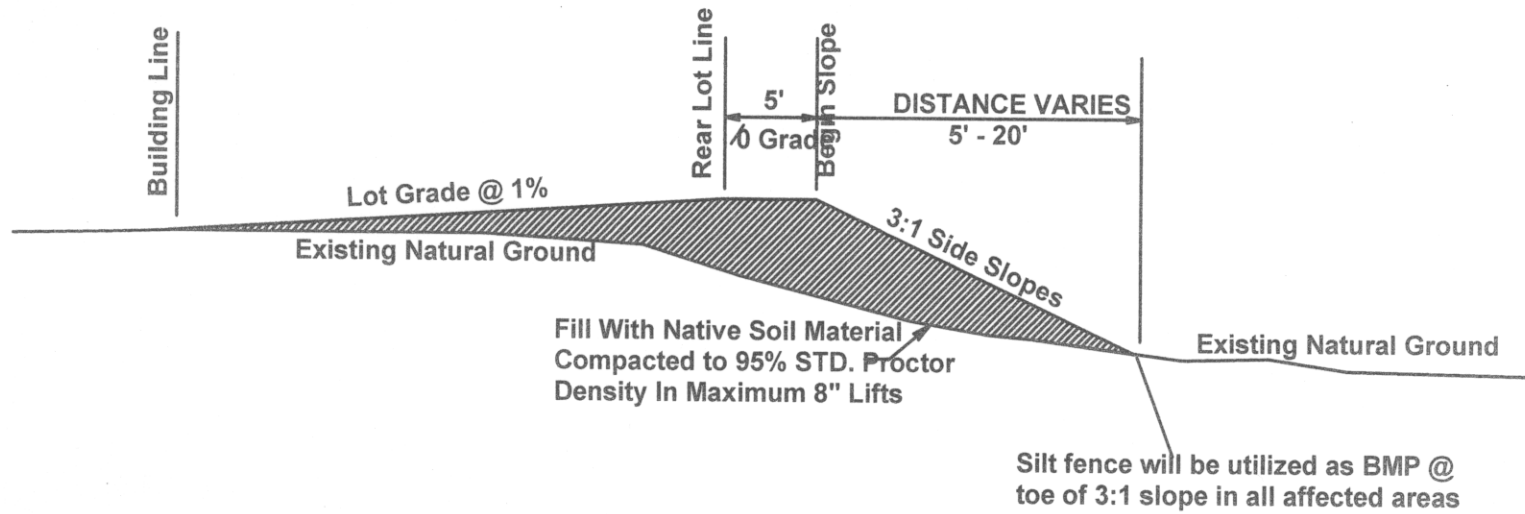 Building Line
Rear Lot Line
Begin Slope
5'
0 Grade
DISTANCE VARIES
5' - 20'
Lot Grade @ 1%
Existing Natural Ground
3:1 Side Slopes
Fill With Native Soil Material
Compacted to 95% STD. Proctor
Density In Maximum 8" Lifts
Existing Natural Ground
Silt fence will be utilized as BMP @
toe of 3:1 slope in all affected areas